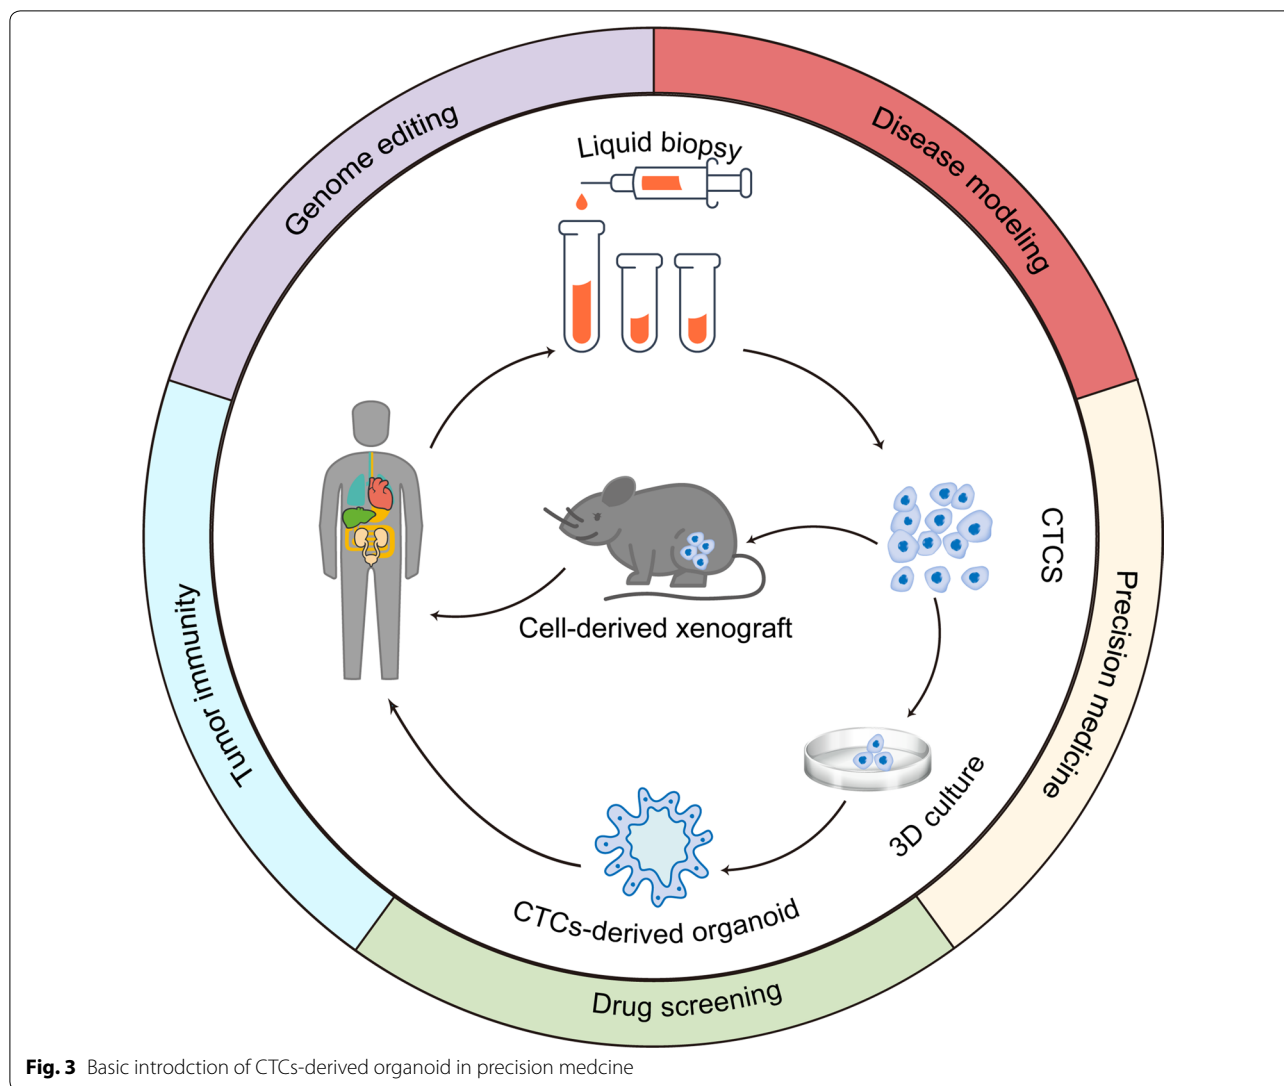 Genome editing
Disease modeling
Liquid biopsy
CTCS
Cell-derived xenograft
Precision medicine
Tumor immunity
3D culture
CTCs-derived organoid
Drug screening
Fig. 3 Basic introdction of CTCs-derived organoid in precision medcine